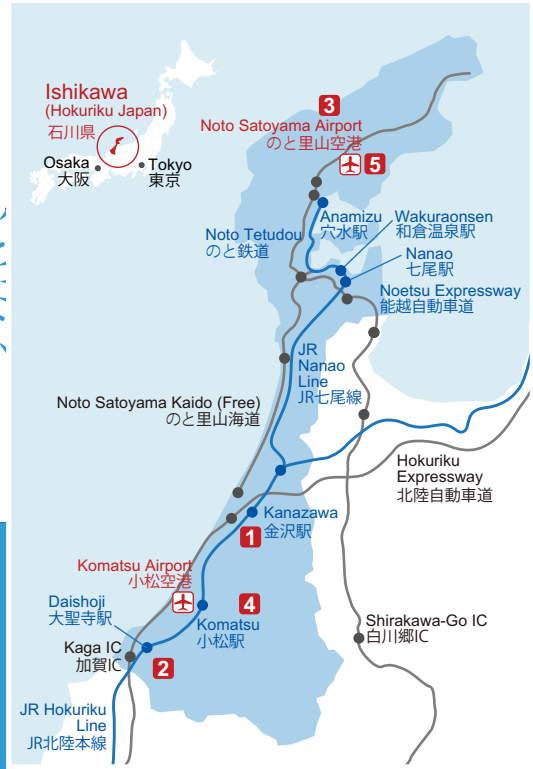 Ishikawa
(Hokuriku Japan)
石川県
Osaka
大阪
Tokyo
東京
3
Noto Satoyama Airport
のと里山空港
5
Anamizu
穴水駅
Wakuraonsen
和倉温泉駅
Noto Tetudou
のと鉄道
Nanao
七尾駅
Noetsu Expressway
能越自動車道
JR
Nanao
Line
JR七尾線
Noto Satoyama Kaido (Free)
のと里山海道
Hokuriku
Expressway
北陸自動車道
Kanazawa
金沢駅
1
Komatsu Airport
小松空港
4
Daishoji
大聖寺駅
Komatsu
小松駅
Shirakawa-Go IC
白川郷IC
Kaga IC
加賀IC
2
JR Hokuriku
Line
JR北陸本線